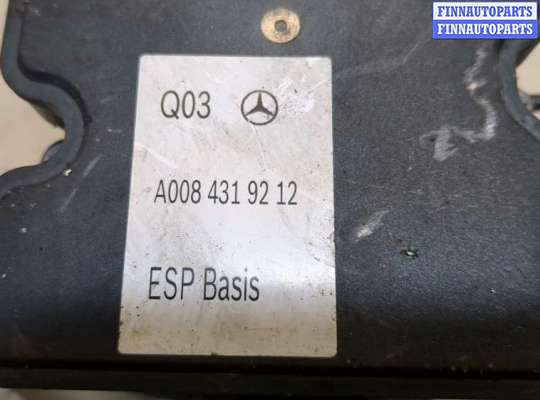 FINNAUTOPARTS
FINNAUTOPARTS
Q03
A008 431 92 12
ESP Basis